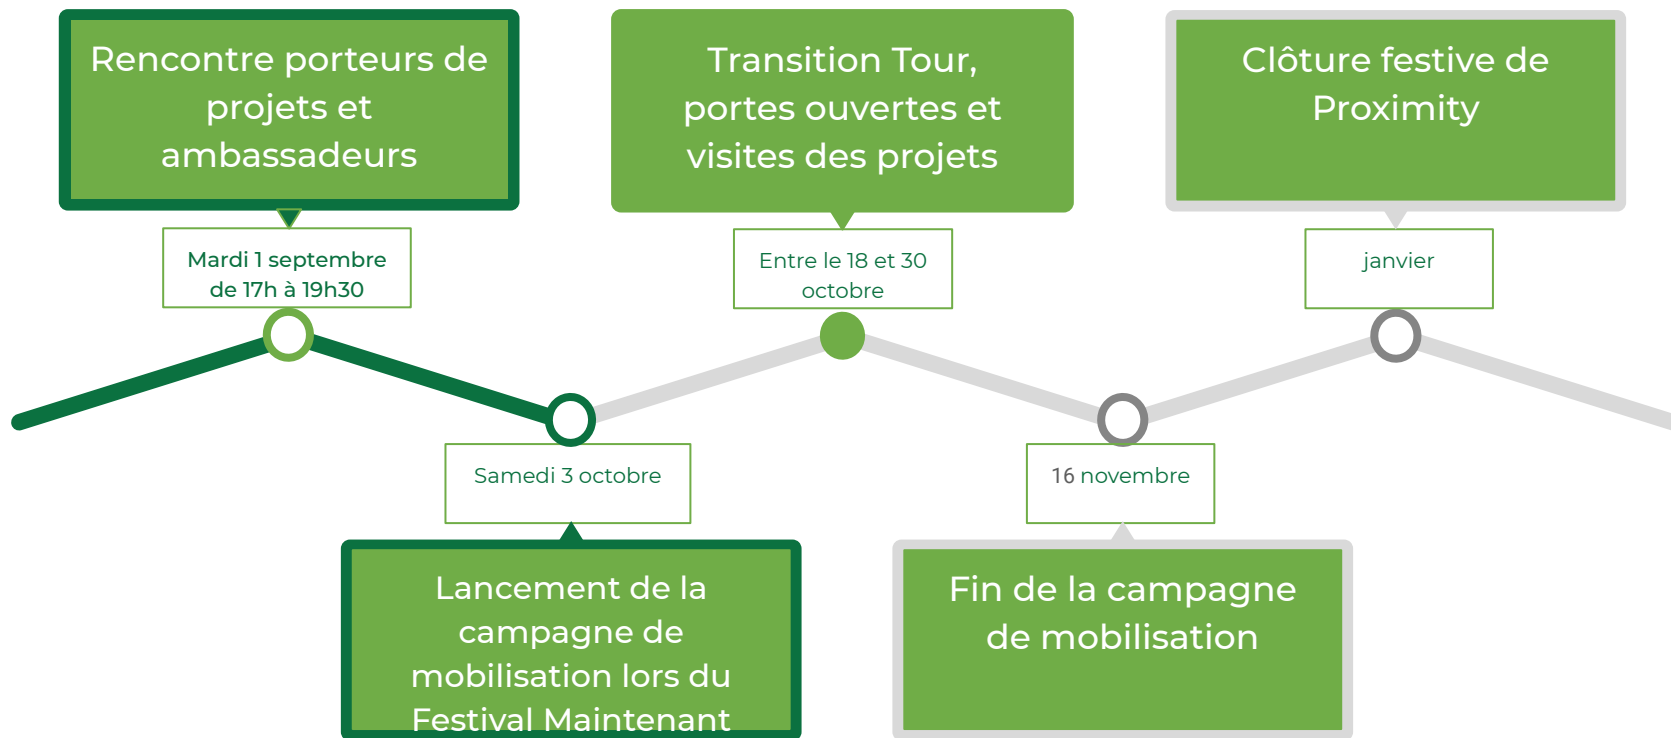 Rencontre porteurs de
projets et
ambassadeurs
Transition Tour,
portes ouvertes et
visites des projets
Clôture festive de
Proximity
Mardi 1 septembre
de 17h à 19h30
Entre le 18 et 30
octobre
janvier
Samedi 3 octobre
16 novembre
Lancement de la
campagne de
mobilisation lors du
Festival Maintenant
Fin de la campagne
de mobilisation